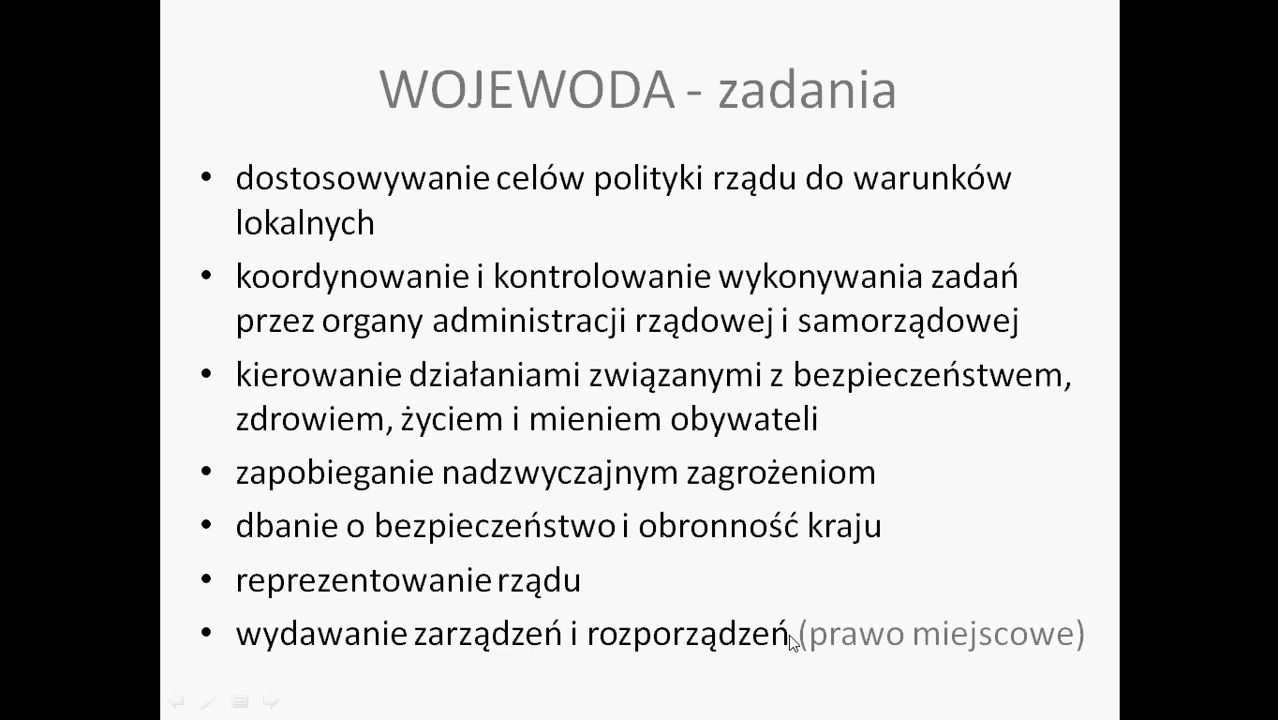 WOJEWODA - zadania
• dostosowywanie celów polityki rządu do warunków
lokalnych
• koordynowanie i kontrolowanie wykonywania zadań
przez organy administracji rządowej i samorządowej
• kierowanie działaniami związanymi z bezpieczeństwem,
zdrowiem, życiem i mieniem obywateli
• zapobieganie nadzwyczajnym zagrożeniom
• dbanie o bezpieczeństwo i obronność kraju
• reprezentowanie rządu
• wydawanie zarządzeń i rozporządzeń (prawo miejscowe)